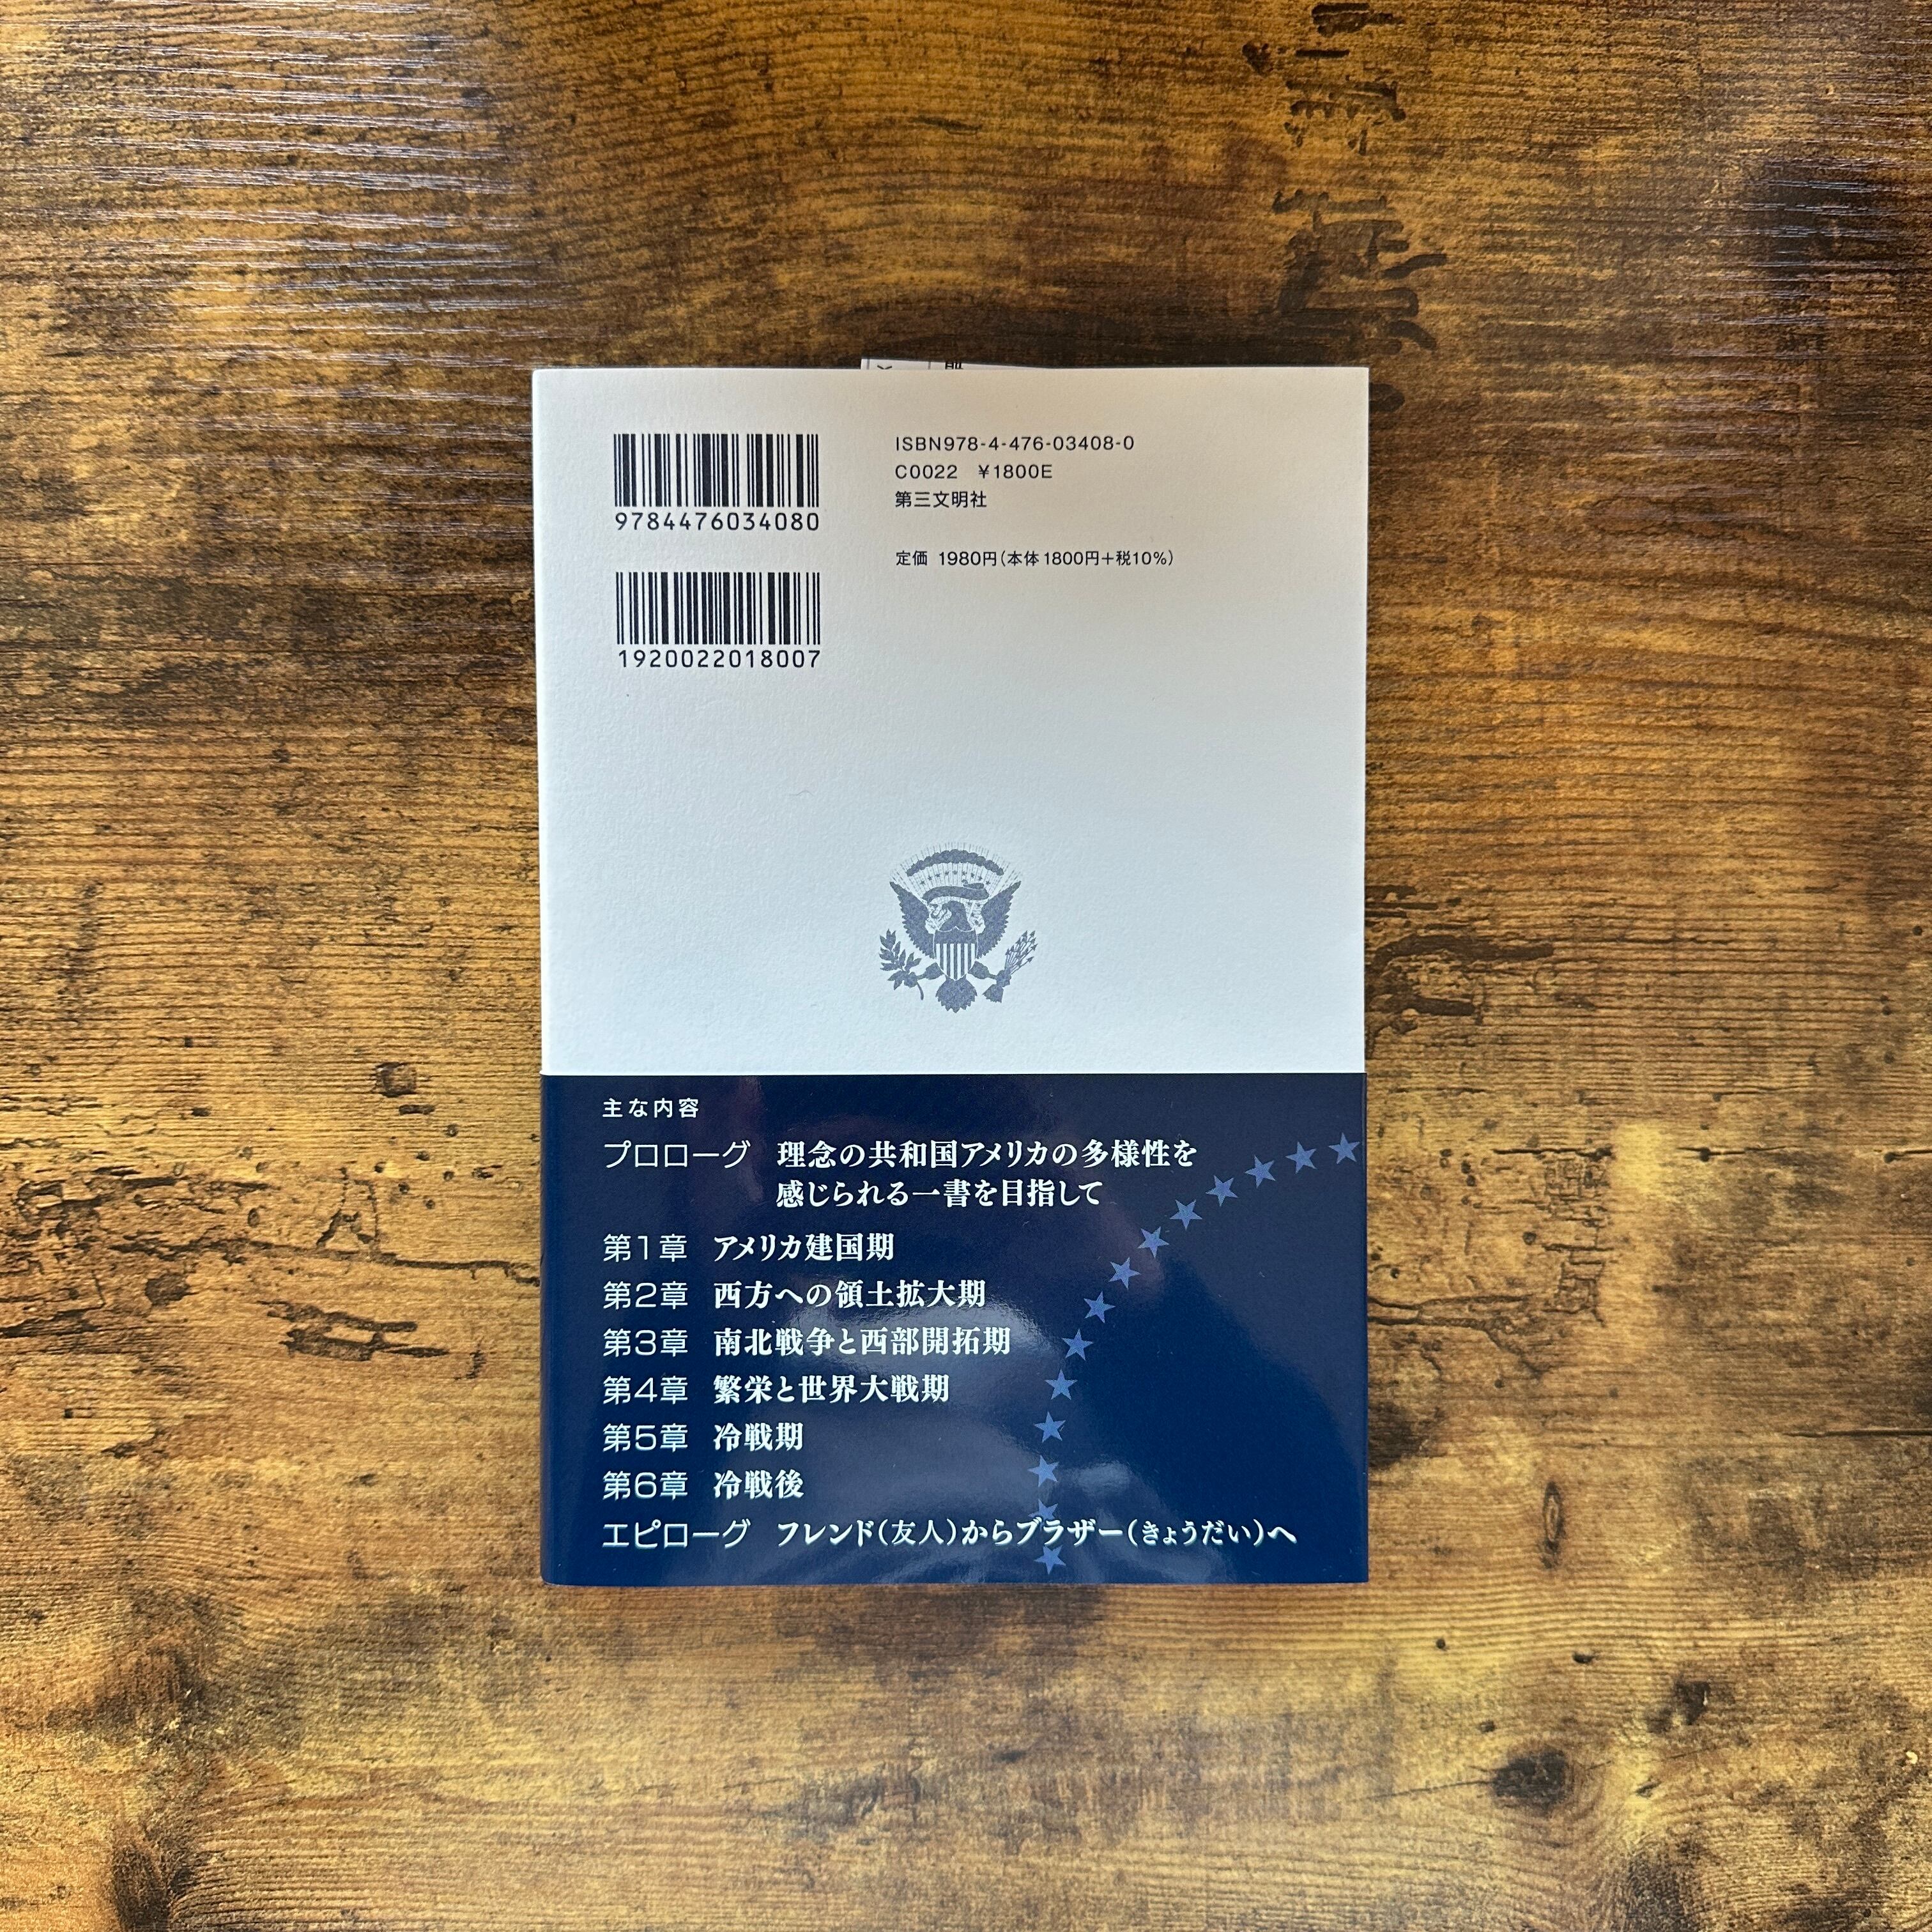 ISBN978-4-476-03408-0
C0022 ¥1800E
第三文明社
定価 1980円(本体1800円+税10%)
9784476034080
1920022018007
主な内容
プロローグ 理念の共和国アメリカの多様性を
感じられる一書を目指して
第1章 アメリカ建国期
第2章 西方への領土拡大期
第3章 南北戦争と西部開拓期
第4章 繁栄と世界大戦期
第5章 冷戦期
第6章 冷戦後
エピローグ フレンド(友人)からブラザー(きょうだい)へ